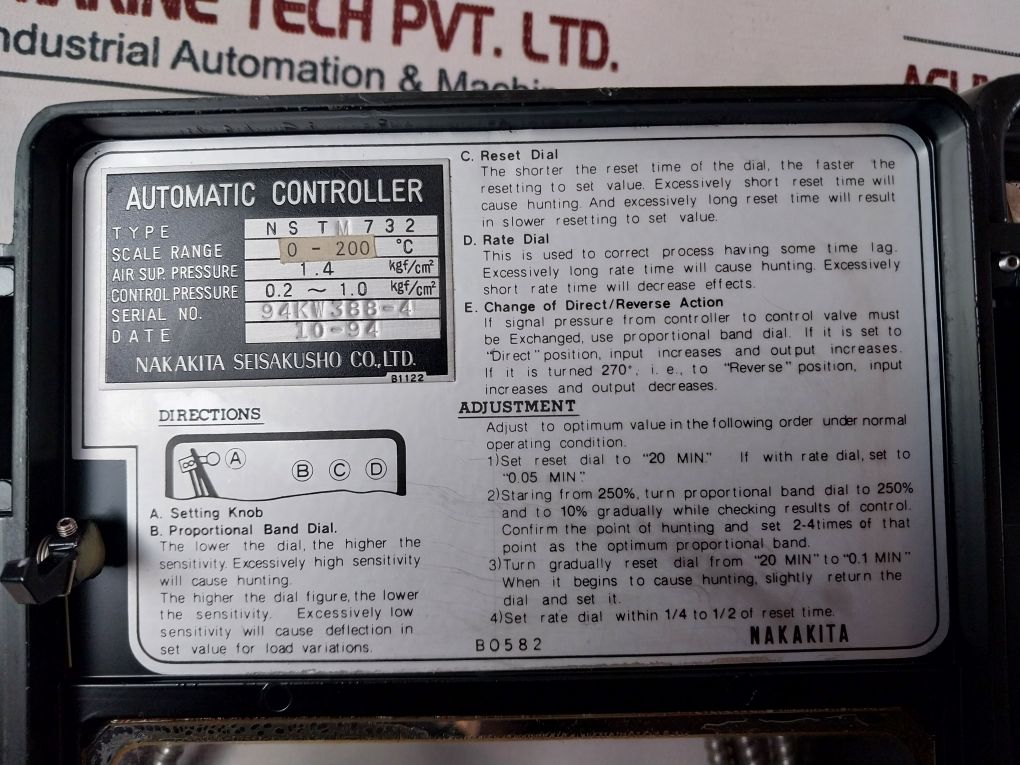 MARINE TECH PVT. LTD.
Industrial Automation &
AUTOMATIC CONTROLLER
TYPE NSTM732
SCALE RANGE 0 - 200 °C
AIR SUP. PRESSURE 1.4 kgf/cm²
CONTROL PRESSURE 0.2 ~ 1.0 kgf/cm²
SERIAL NO. 94KW3BB-4
DATE 10-94
NAKAKITA SEISAKUSHO CO.,LTD.
B1122
DIRECTIONS
A B C D
A. Setting Knob
B. Proportional Band Dial.
The lower the dial, the higher the
sensitivity. Excessively high sensitivity
will cause hunting.
The higher the dial figure, the lower
the sensitivity. Excessively low
sensitivity will cause deflection in
set value for load variations.
C. Reset Dial
The shorter the reset time of the dial, the faster the
resetting to set value. Excessively short reset time will
cause hunting. And excessively long reset time will result
in slower resetting to set value.
D. Rate Dial
This is used to correct process having some time lag.
Excessively long rate time will cause hunting. Excessively
short rate time will decrease effects.
E. Change of Direct/Reverse Action
If signal pressure from controller to control valve must
be Exchanged, use proportional band dial. If it is set to
"Direct" position, input increases and output increases.
If it is turned 270°, i.e., to "Reverse" position, input
increases and output decreases.
ADJUSTMENT
Adjust to optimum value in the following order under normal
operating condition.
1)Set reset dial to "20 MIN." If with rate dial, set to
"0.05 MIN."
2)Staring from 250%, turn proportional band dial to 250%
and to 10% gradually while checking results of control.
Confirm the point of hunting and set 2-4times of that
point as the optimum proportional band.
3)Turn gradually reset dial from "20 MIN" to "0.1 MIN"
When it begins to cause hunting, slightly return the
dial and set it.
4)Set rate dial within 1/4 to 1/2 of reset time.
BO582
NAKAKITA